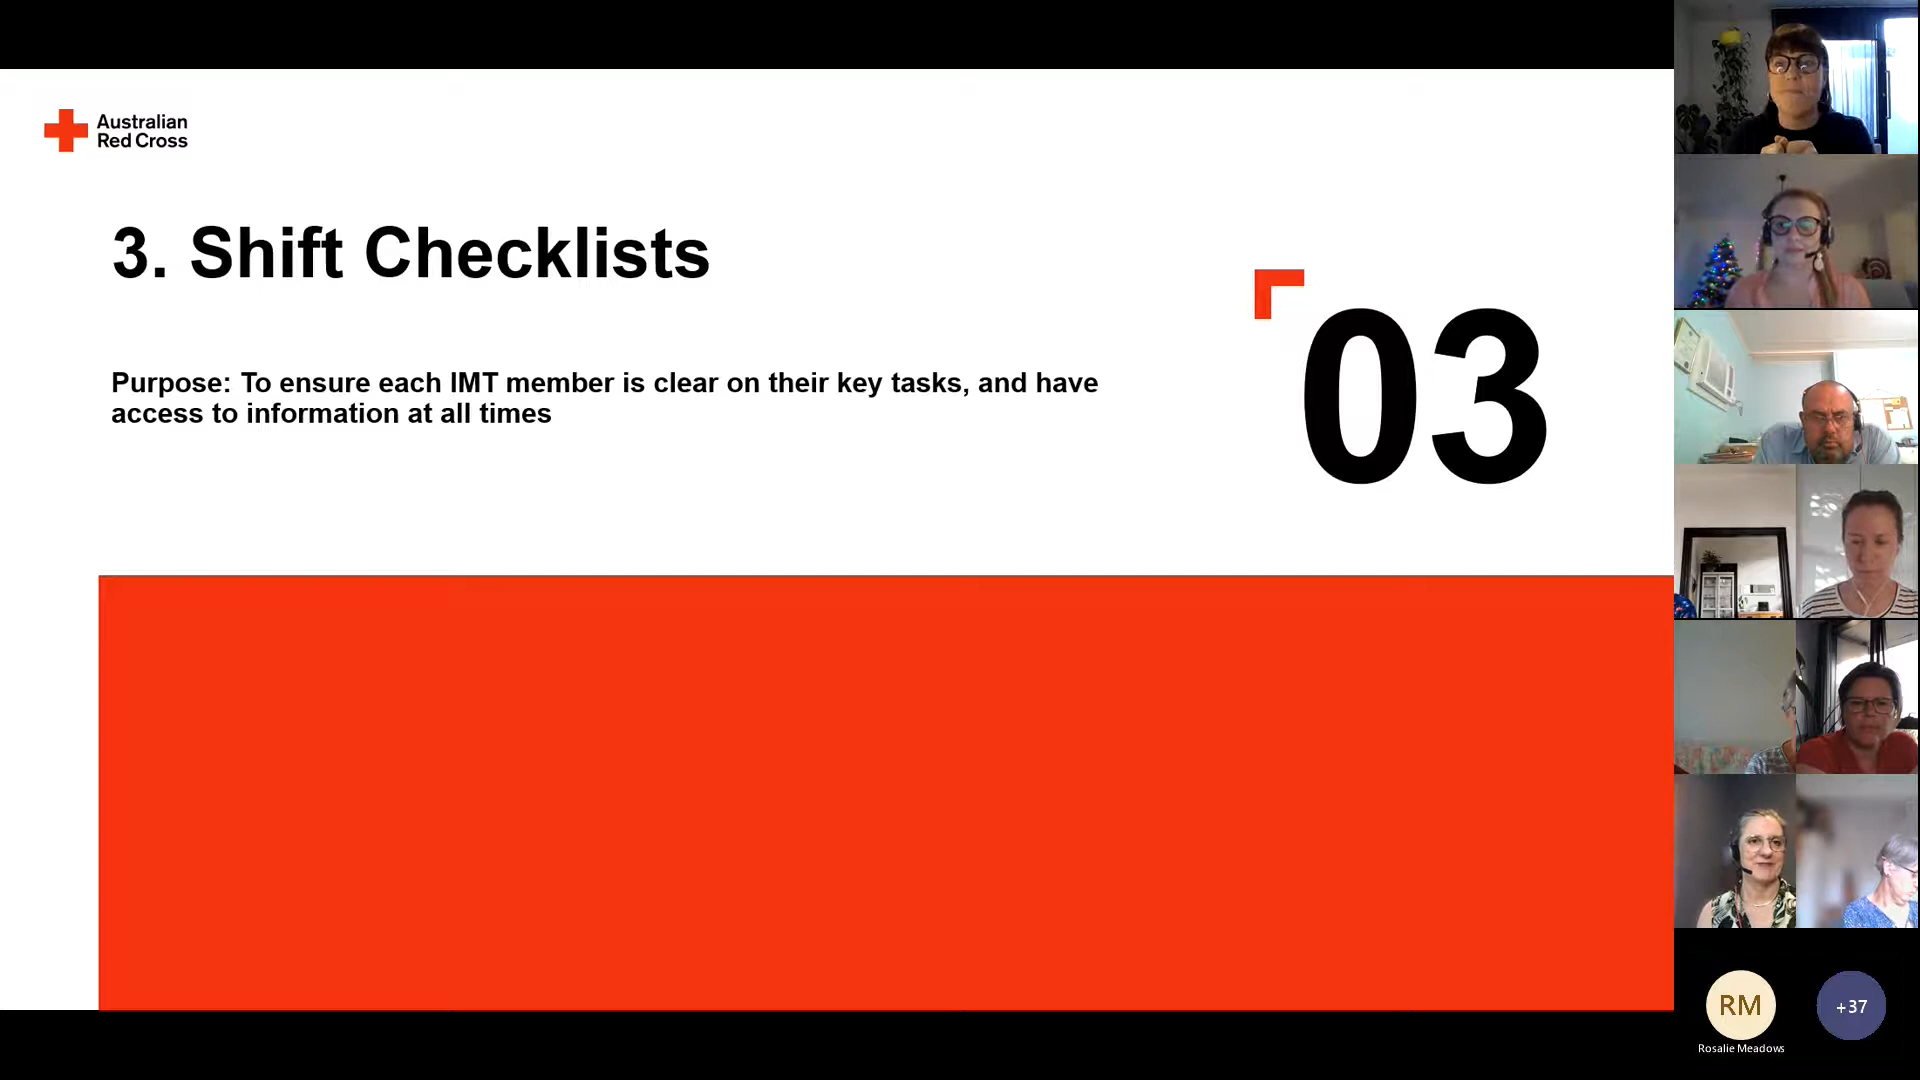 Australian
Red Cross
3. Shift Checklists
Purpose: To ensure each IMT member is clear on their key tasks, and have
access to information at all times
03
RM
Rosalie Meadows
+37